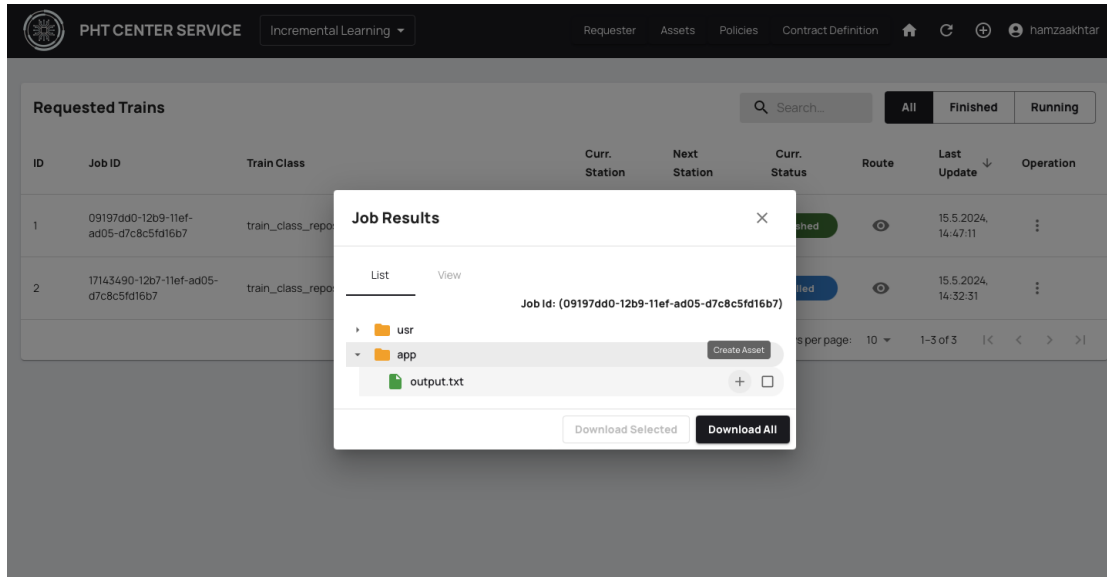 PHT CENTER SERVICE Incremental Learning Requester Assets Policies Contract Definition hamzaakhtar
Requested Trains Search... All Finished Running
ID Job ID Train Class Curr. Station Next Station Curr. Status Route Last Update Operation
1 09197dd0-12b9-11ef-ad05-d7c8c5fd16b7 train_class_repo 15.5.2024, 14:47:11
2 17143490-12b7-11ef-ad05-d7c8c5fd16b7 train_class_repo 15.5.2024, 14:32:31
per page: 10 1–3 of 3
Job Results
List View
Job Id: (09197dd0-12b9-11ef-ad05-d7c8c5fd16b7)
usr
app Create Asset
output.txt
Download Selected Download All